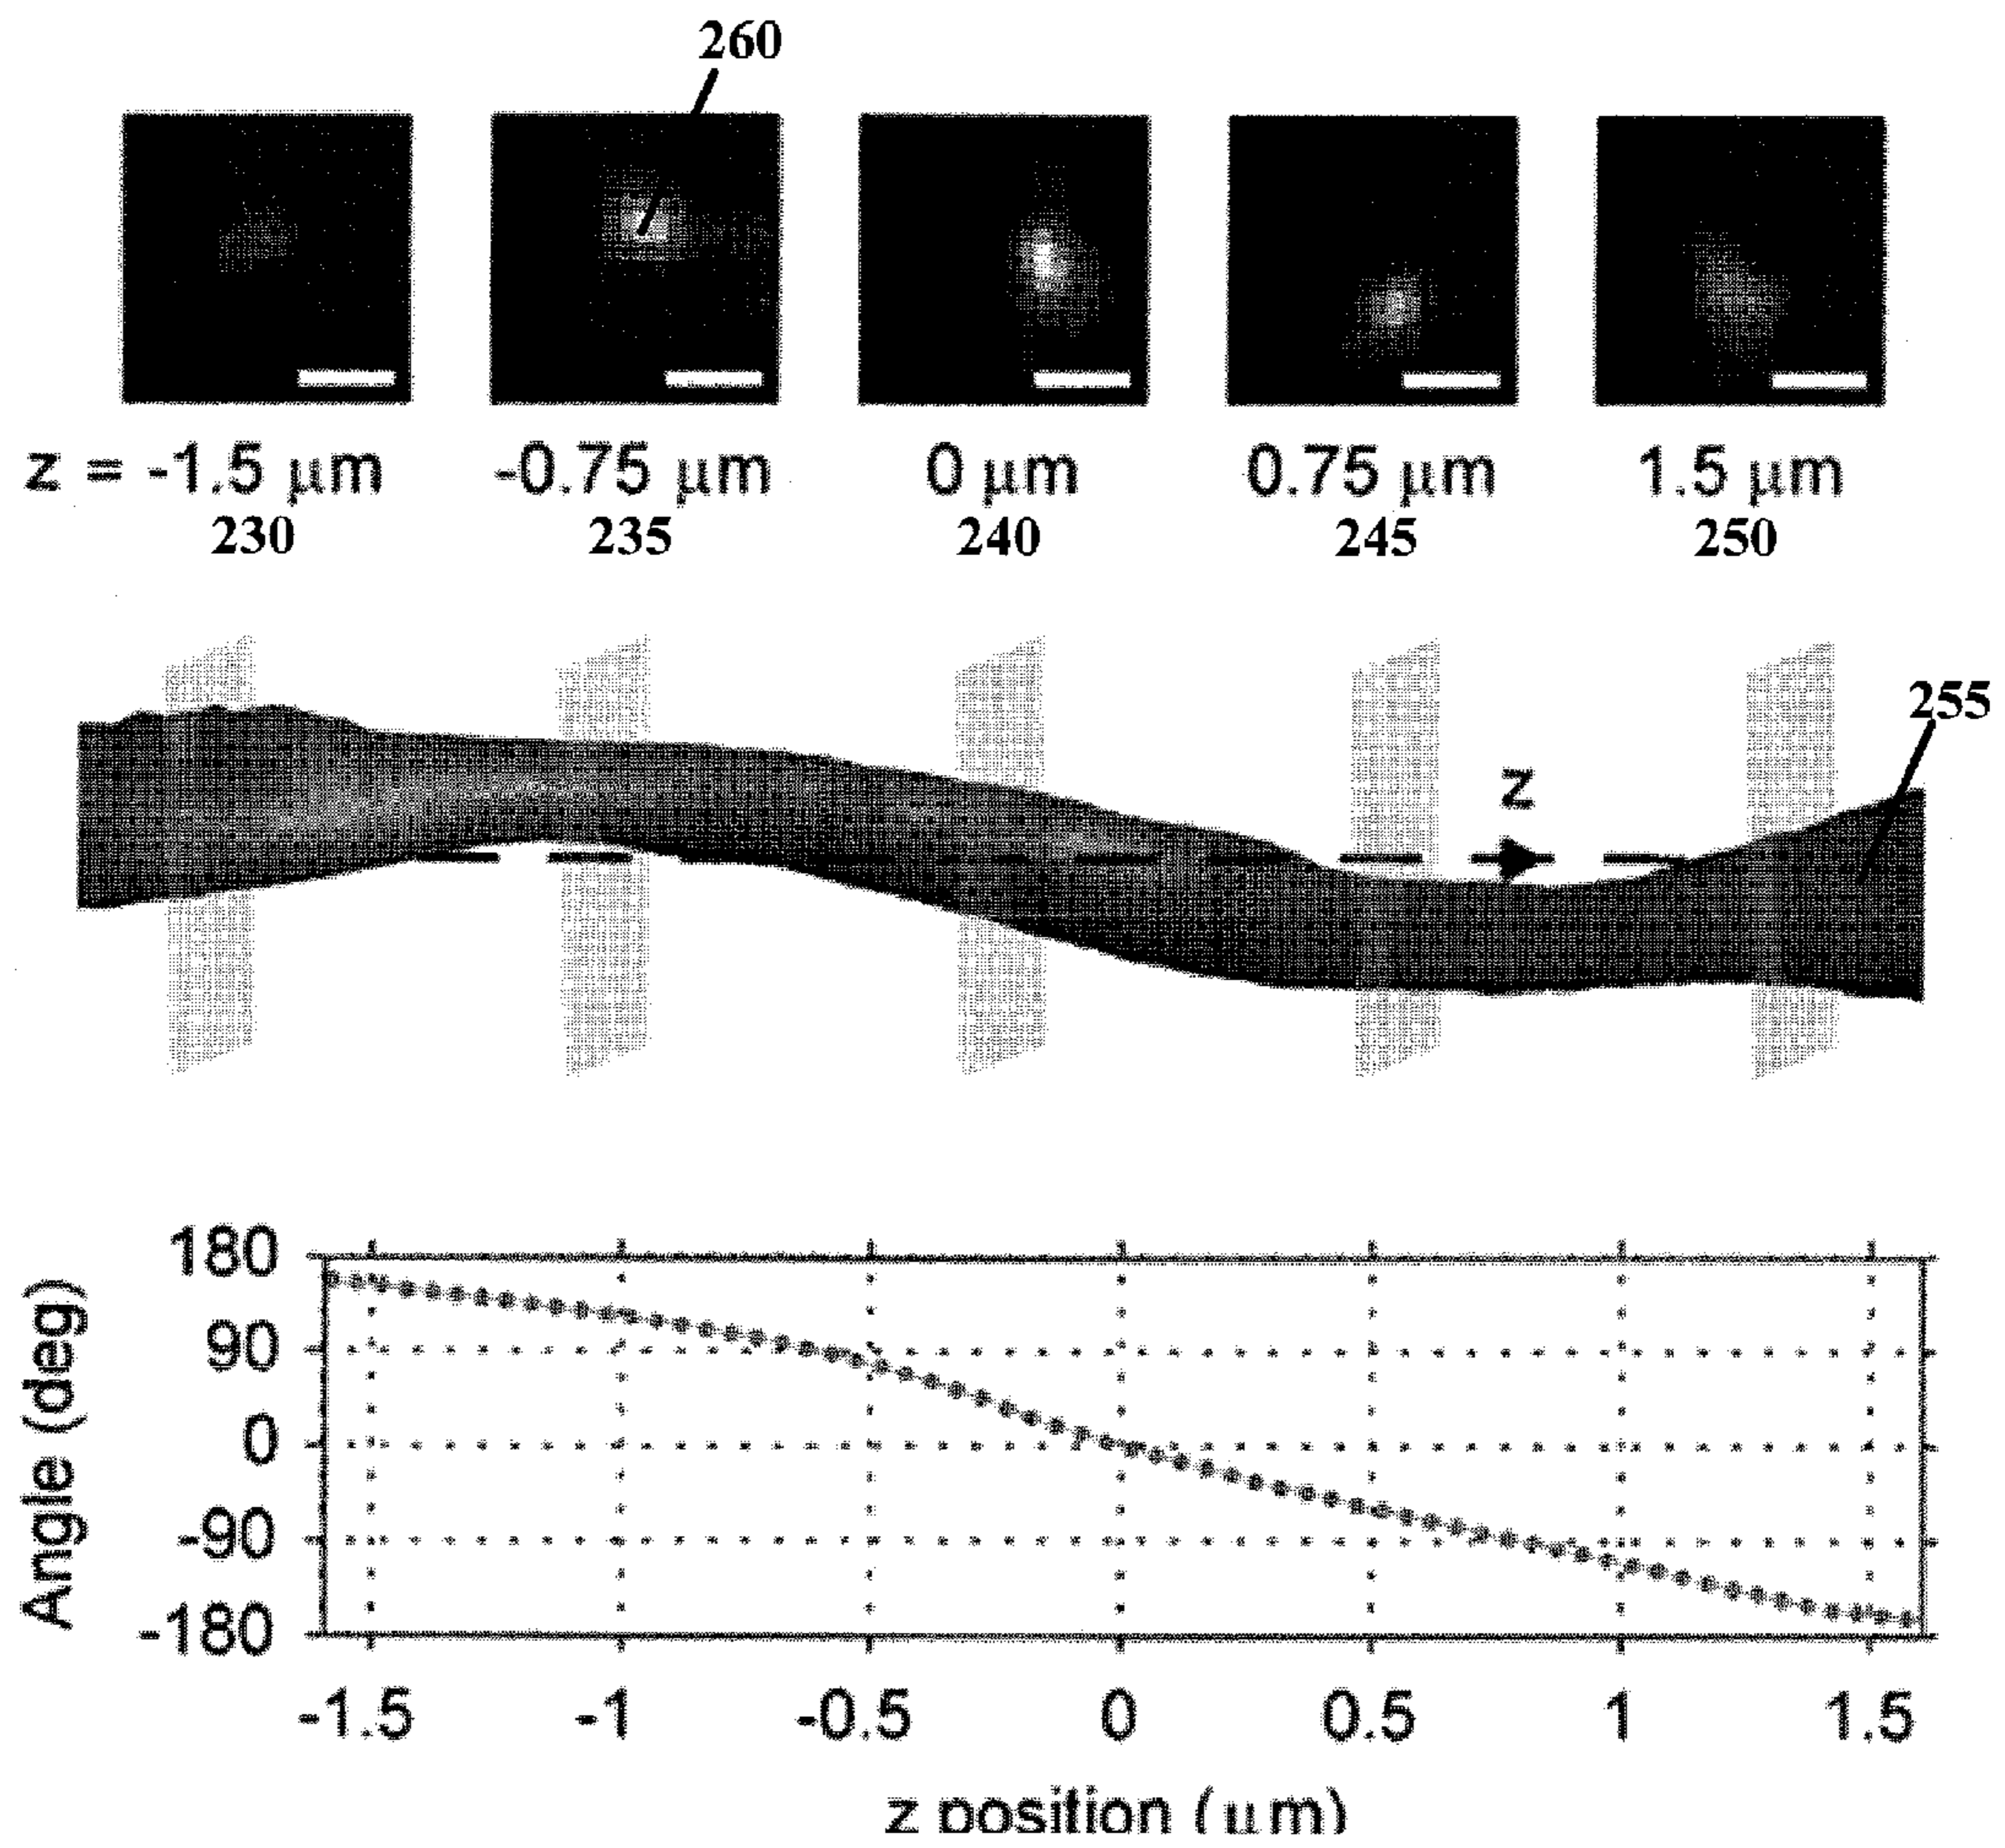 260
z = -1.5 μm -0.75 μm 0 μm 0.75 μm 1.5 μm
230 235 240 245 250
255
z
180
90
0
-90
-180
Angle (deg)
-1.5 -1 -0.5 0 0.5 1 1.5
z position (μm)